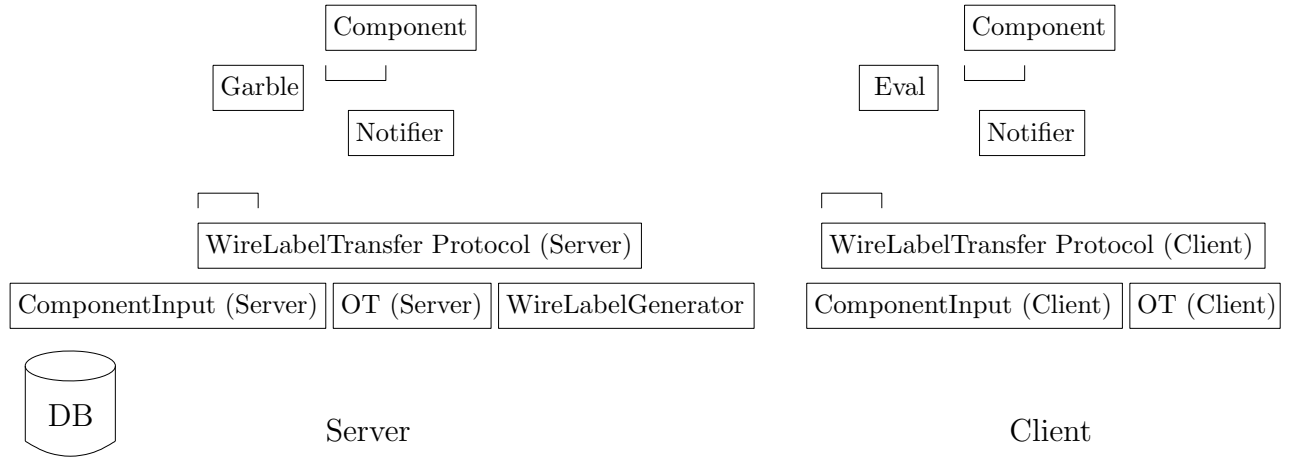 Component
Component
Garble
Eval
Notifier
Notifier
WireLabelTransfer Protocol (Server)
WireLabelTransfer Protocol (Client)
ComponentInput (Server)
OT (Server)
WireLabelGenerator
ComponentInput (Client)
OT (Client)
DB
Server
Client